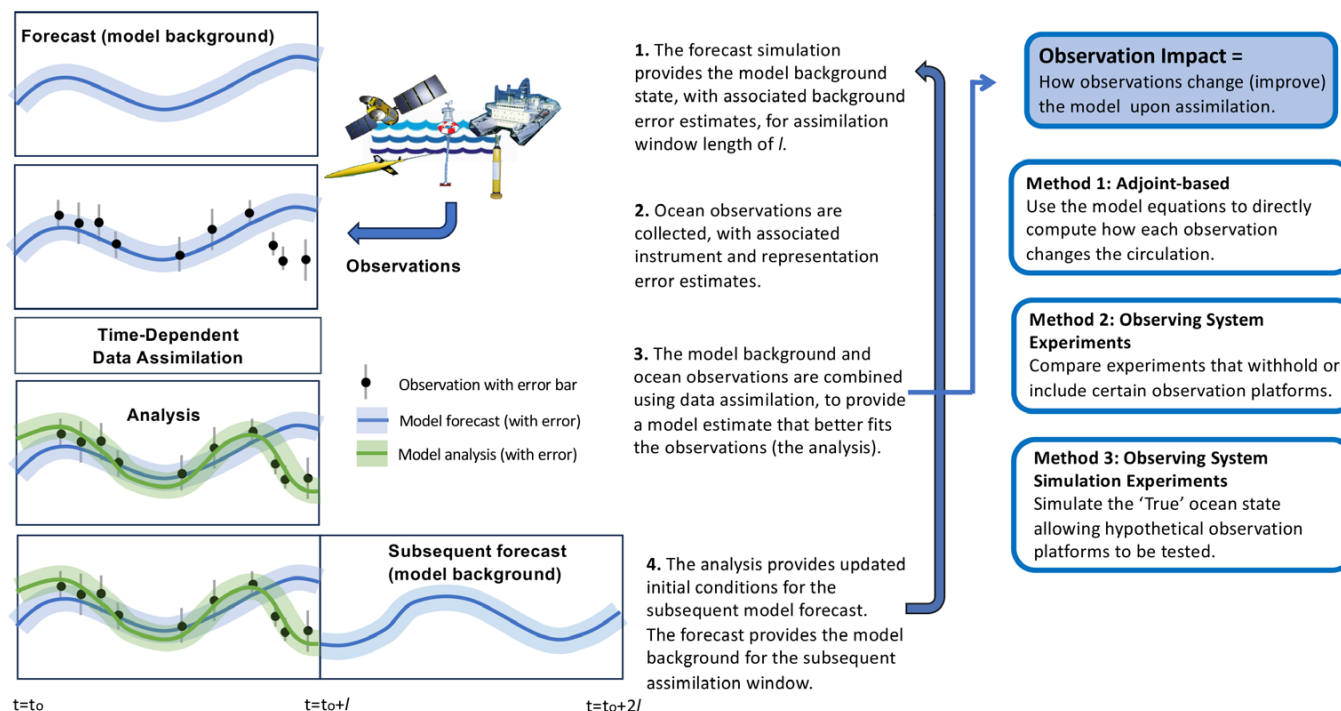 Forecast (model background)
Observations
Time-Dependent
Data Assimilation
Analysis
Observation with error bar
Model forecast (with error)
Model analysis (with error)
Subsequent forecast
(model background)
t=t₀
t=t₀+l
t=t₀+2l
1. The forecast simulation
provides the model background
state, with associated background
error estimates, for assimilation
window length of l.
2. Ocean observations are
collected, with associated
instrument and representation
error estimates.
3. The model background and
ocean observations are combined
using data assimilation, to provide
a model estimate that better fits
the observations (the analysis).
4. The analysis provides updated
initial conditions for the
subsequent model forecast.
The forecast provides the model
background for the subsequent
assimilation window.
Observation Impact =
How observations change (improve)
the model upon assimilation.
Method 1: Adjoint-based
Use the model equations to directly
compute how each observation
changes the circulation.
Method 2: Observing System
Experiments
Compare experiments that withhold or
include certain observation platforms.
Method 3: Observing System
Simulation Experiments
Simulate the ‘True’ ocean state
allowing hypothetical observation
platforms to be tested.